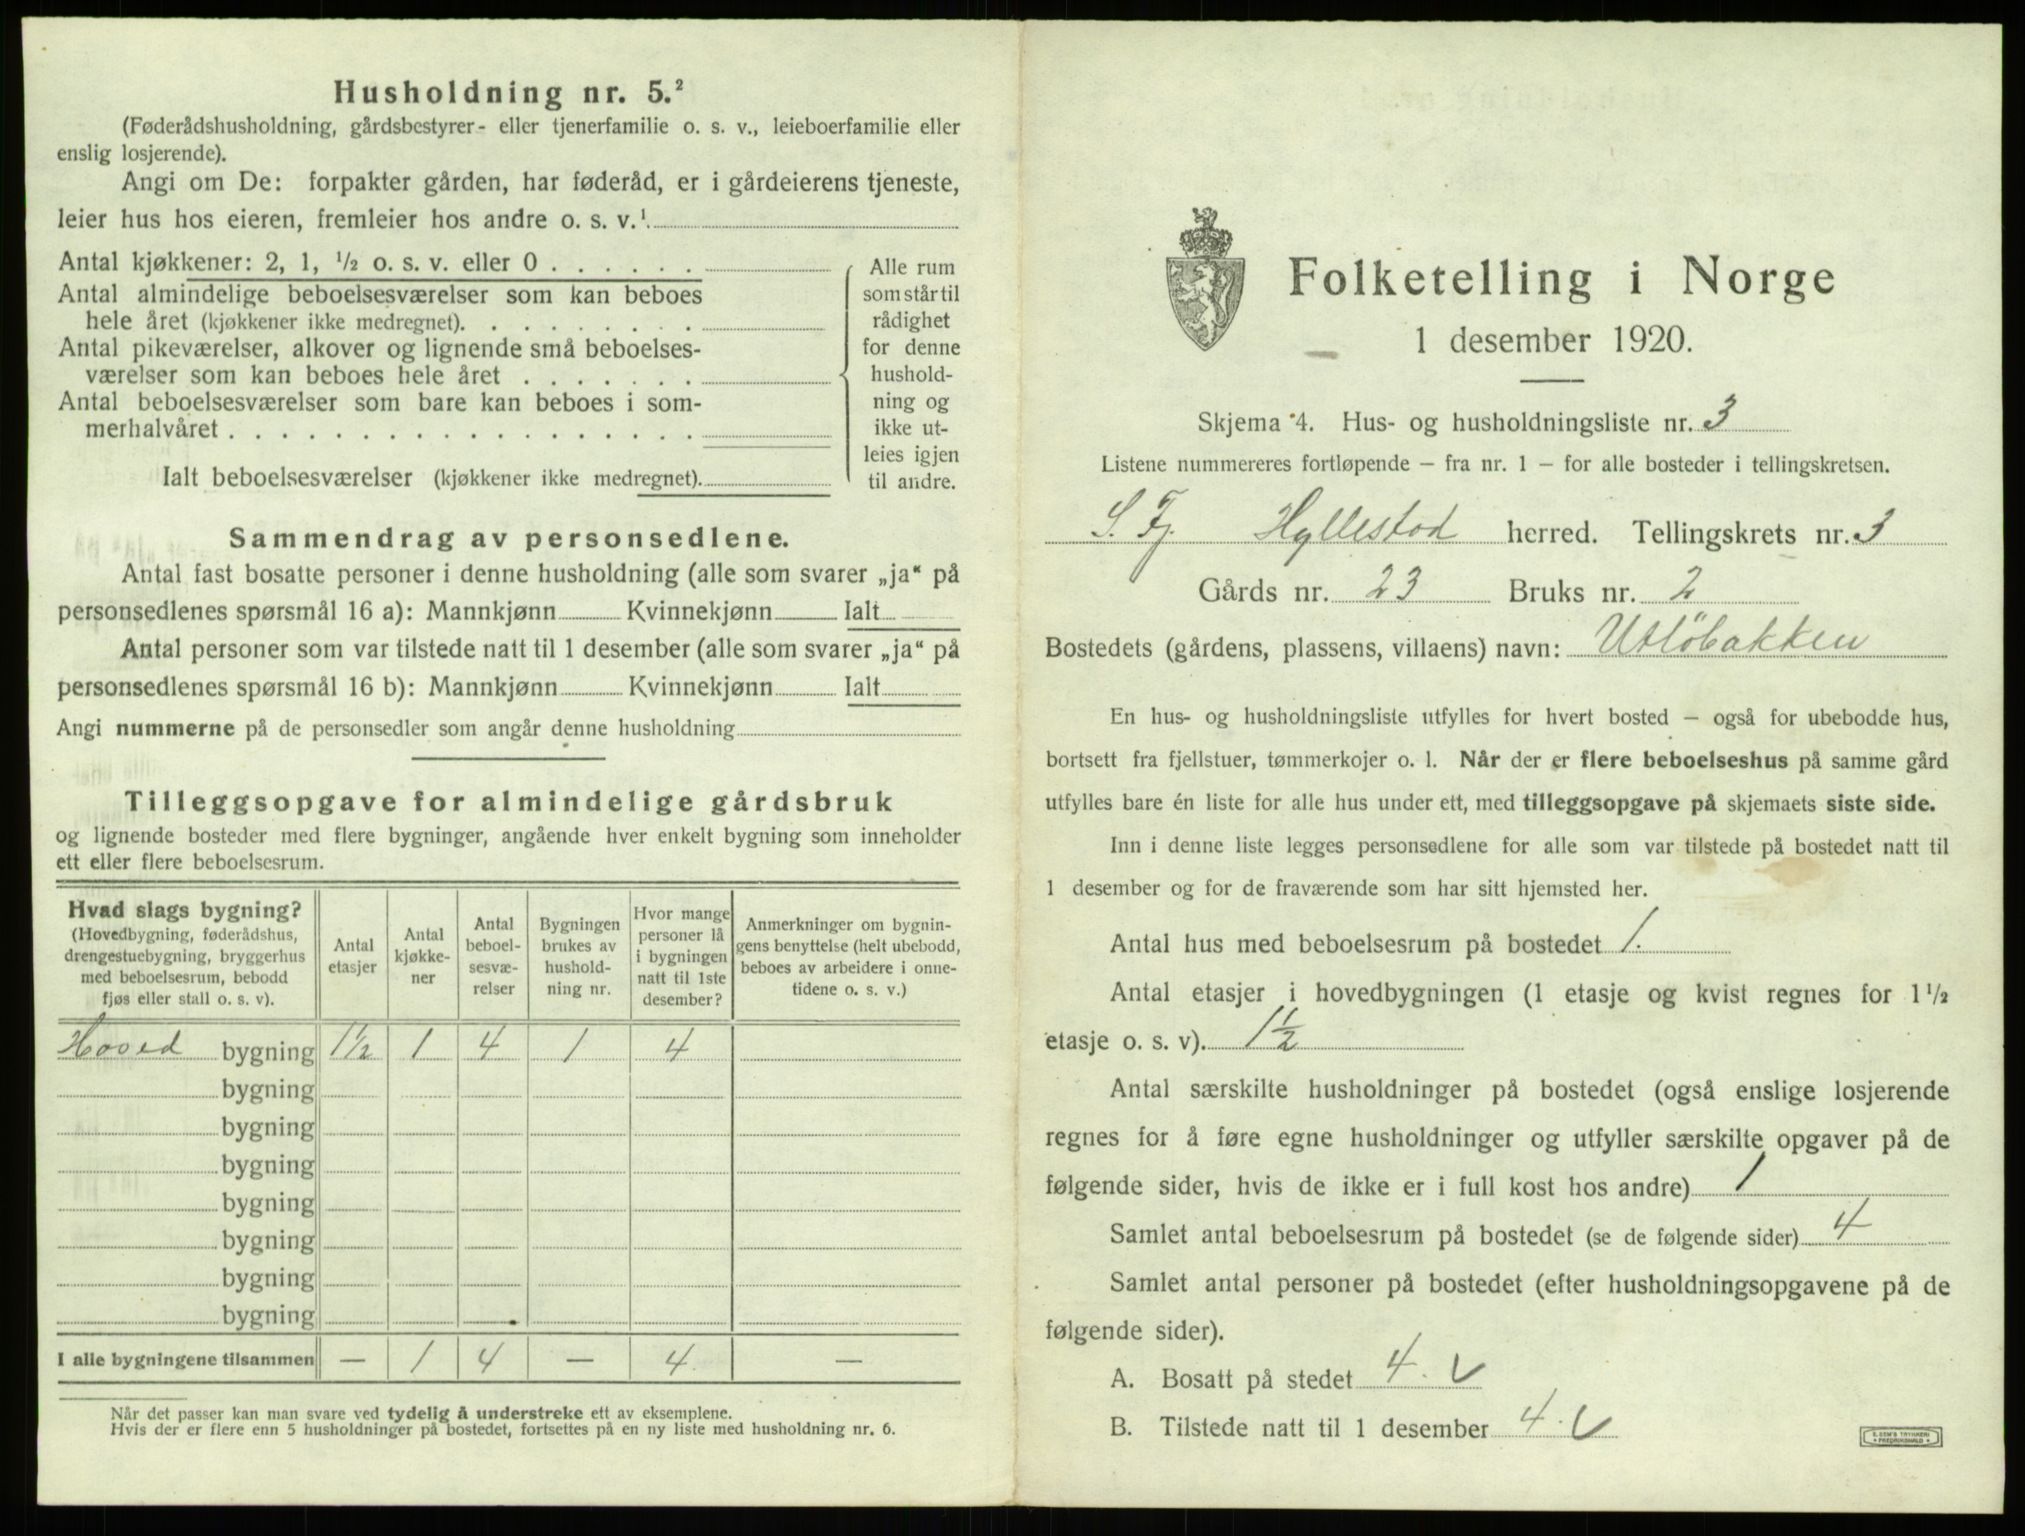 Husholdning nr. 5.²
(Føderådshusholdning, gårdsbestyrer- eller tjenerfamilie o. s. v., leieboerfamilie eller
enslig losjerende).
Angi om De: forpakter gården, har føderåd, er i gårdeierens tjeneste,
leier hus hos eieren, fremleier hos andre o. s. v.¹
Antal kjøkkener: 2, 1, ½ o. s. v. eller 0 . . . . . .
Antal almindelige beboelsesværelser som kan beboes
hele året (kjøkkener ikke medregnet). . . . . . . . .
Antal pikeværelser, alkover og lignende små beboelses-
værelser som kan beboes hele året . . . . . . .
Antal beboelsesværelser som bare kan beboes i som-
merhalvåret . . . . . . . . . . . . . . . . . .
Ialt beboelsesværelser (kjøkkener ikke medregnet).
Alle rum
som står til
rådighet
for denne
hushold-
ning og
ikke ut-
leies igjen
til andre.
Sammendrag av personsedlene.
Antal fast bosatte personer i denne husholdning (alle som svarer „ja“ på
personsedlenes spørsmål 16 a): Mannkjønn Kvinnekjønn Ialt
Antal personer som var tilstede natt til 1 desember (alle som svarer „ja“ på
personsedlenes spørsmål 16 b): Mannkjønn Kvinnekjønn Ialt
Angi nummerne på de personsedler som angår denne husholdning
Tilleggsopgave for almindelige gårdsbruk
og lignende bosteder med flere bygninger, angående hver enkelt bygning som inneholder
ett eller flere beboelsesrum.
Hvad slags bygning?
(Hovedbygning, føderådshus,
drengestuebygning, bryggerhus
med beboelsesrum, bebodd
fjøs eller stall o. s. v).
Antal
etasjer
Antal
kjøkke-
ner
Antal
beboel-
sesvæ-
relser
Bygningen
brukes av
hushold-
ning nr.
Hvor mange
personer lå
i bygningen
natt til 1ste
desember?
Anmerkninger om bygnin-
gens benyttelse (helt ubebodd,
beboes av arbeidere i onne-
tidene o. s. v.)
Hoved bygning 1½ 1 4 1 4
bygning
bygning
bygning
bygning
bygning
bygning
bygning
I alle bygningene tilsammen — 1 4 — 4. —
Når det passer kan man svare ved tydelig å understreke ett av eksemplene.
Hvis der er flere enn 5 husholdninger på bostedet, fortsettes på en ny liste med husholdning nr. 6.
Folketelling i Norge
1 desember 1920.
Skjema 4. Hus- og husholdningsliste nr. 3
Listene nummereres fortløpende – fra nr. 1 – for alle bosteder i tellingskretsen.
S. Fj. Hyllestad herred. Tellingskrets nr. 3
Gårds nr. 23 Bruks nr. 2
Bostedets (gårdens, plassens, villaens) navn: Utlöbakken
En hus- og husholdningsliste utfylles for hvert bosted – også for ubebodde hus,
bortsett fra fjellstuer, tømmerkojer o. l. Når der er flere beboelseshus på samme gård
utfylles bare én liste for alle hus under ett, med tilleggsopgave på skjemaets siste side.
Inn i denne liste legges personsedlene for alle som var tilstede på bostedet natt til
1 desember og for de fraværende som har sitt hjemsted her.
Antal hus med beboelsesrum på bostedet 1.
Antal etasjer i hovedbygningen (1 etasje og kvist regnes for 1½
etasje o. s. v). 1½
Antal særskilte husholdninger på bostedet (også enslige losjerende
regnes for å føre egne husholdninger og utfyller særskilte opgaver på de
følgende sider, hvis de ikke er i full kost hos andre) 1
Samlet antal beboelsesrum på bostedet (se de følgende sider) 4
Samlet antal personer på bostedet (efter husholdningsopgavene på de
følgende sider).
A. Bosatt på stedet 4. V
B. Tilstede natt til 1 desember 4. V
E. SEM'S TRYKKERI
• FREDRIKSHALD •